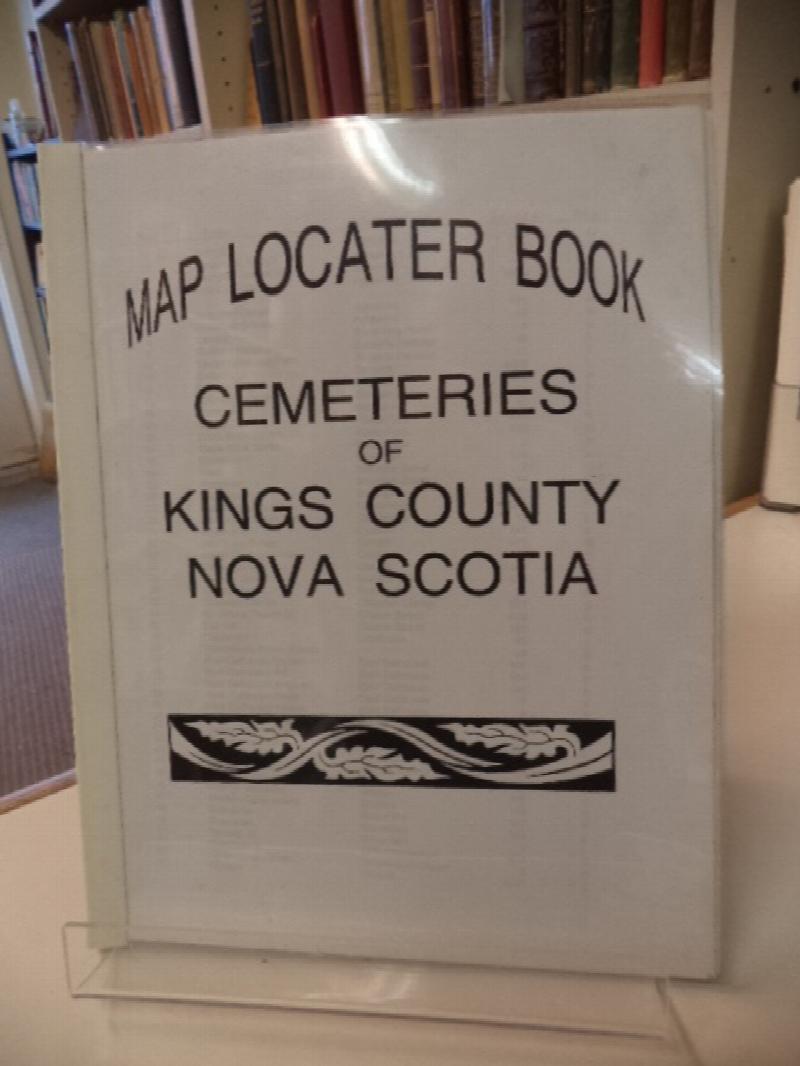 MAP LOCATER BOOK
CEMETERIES
OF
KINGS COUNTY
NOVA SCOTIA